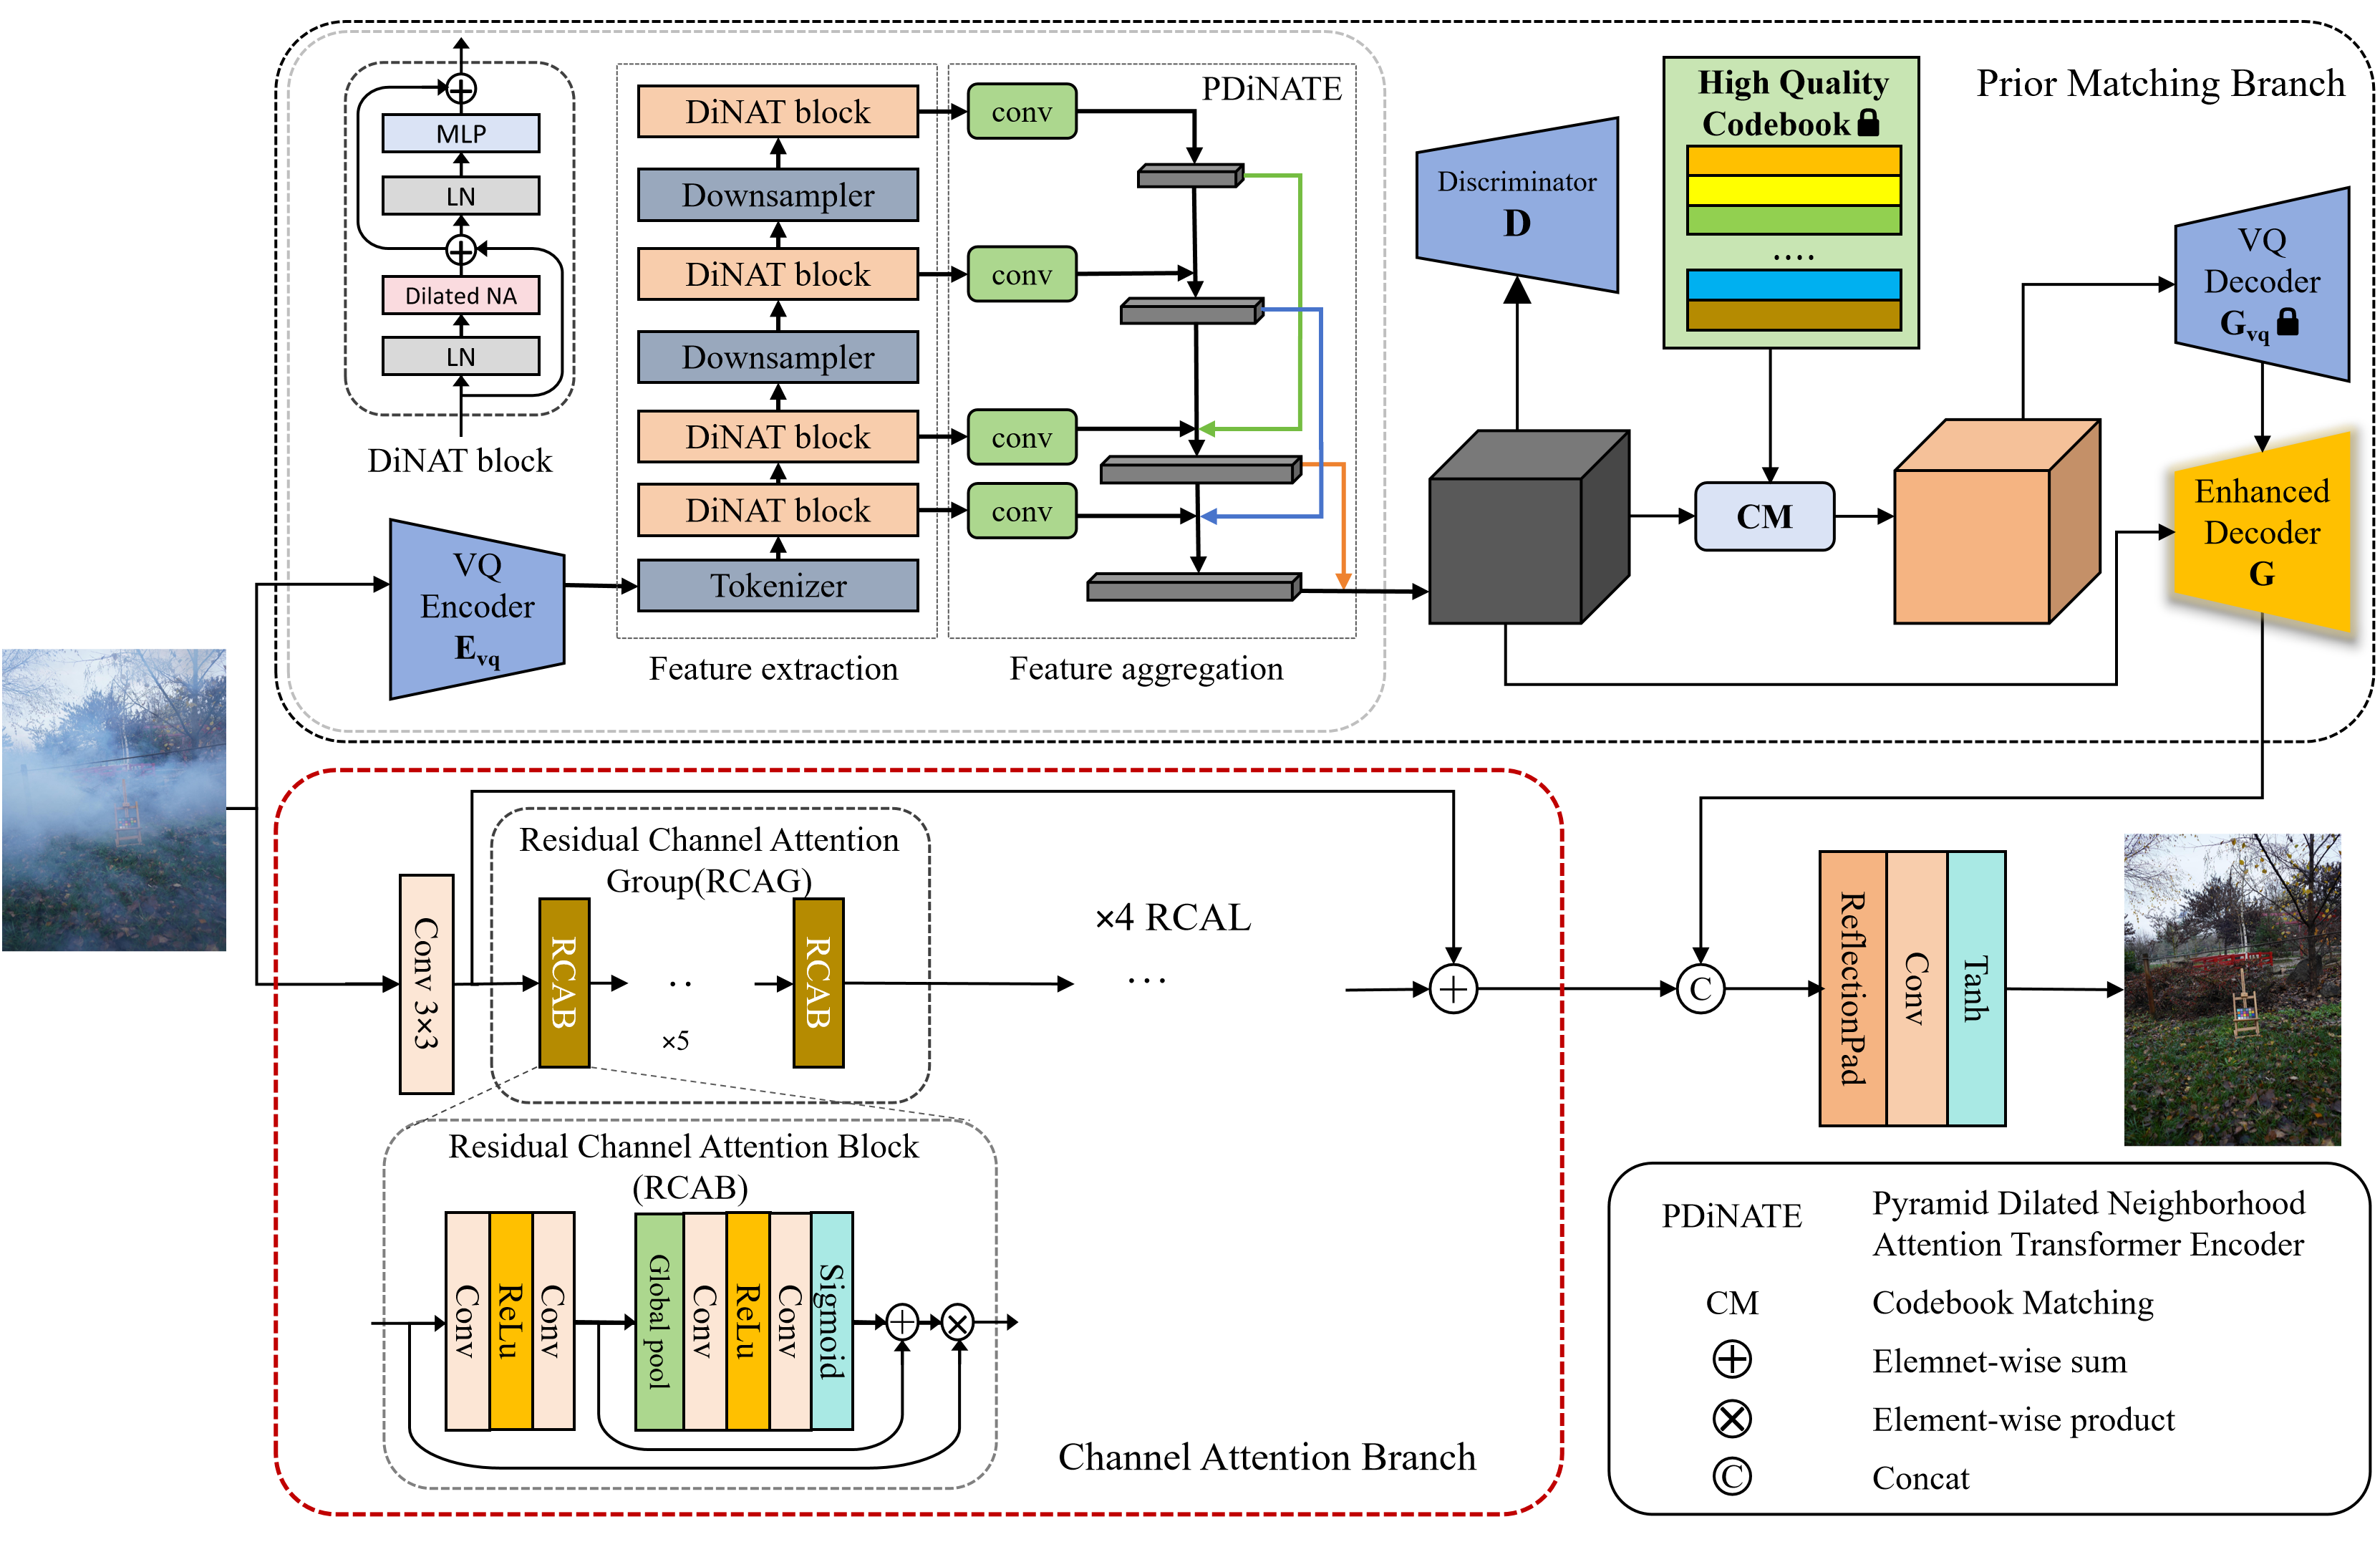 MLP
LN
Dilated NA
LN
DiNAT block
VQ
Encoder
Evq
DiNAT block
Downsampler
DiNAT block
Downsampler
DiNAT block
DiNAT block
Tokenizer
Feature extraction
PDiNATE
conv
conv
conv
conv
Feature aggregation
Discriminator
D
High Quality
Codebook
....
CM
Prior Matching Branch
VQ
Decoder
Gvq
Enhanced
Decoder
G
Conv 3×3
Residual Channel Attention
Group(RCAG)
RCAB
..
×5
RCAB
×4 RCAL
...
C
ReflectionPad
Conv
Tanh
Residual Channel Attention Block
(RCAB)
Conv
ReLu
Conv
Global pool
Conv
ReLu
Conv
Sigmoid
Channel Attention Branch
PDiNATE
Pyramid Dilated Neighborhood
Attention Transformer Encoder
CM
Codebook Matching
Elemnet-wise sum
Element-wise product
C
Concat